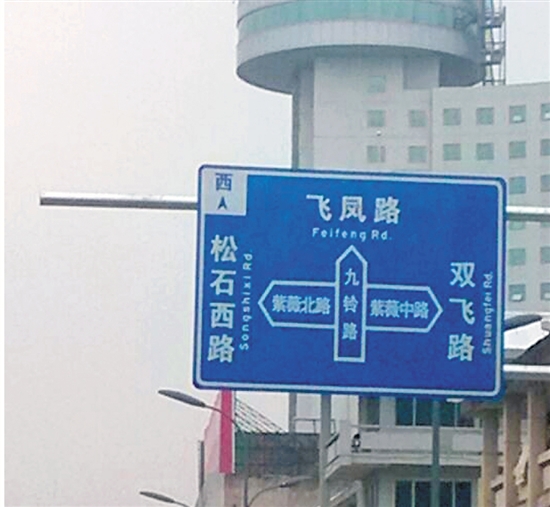 西
飞凤路
Feifeng Rd.
松石西路
Songshixi Rd
紫薇北路
九铃路
紫薇中路
双飞路
Shuangfei Rd.